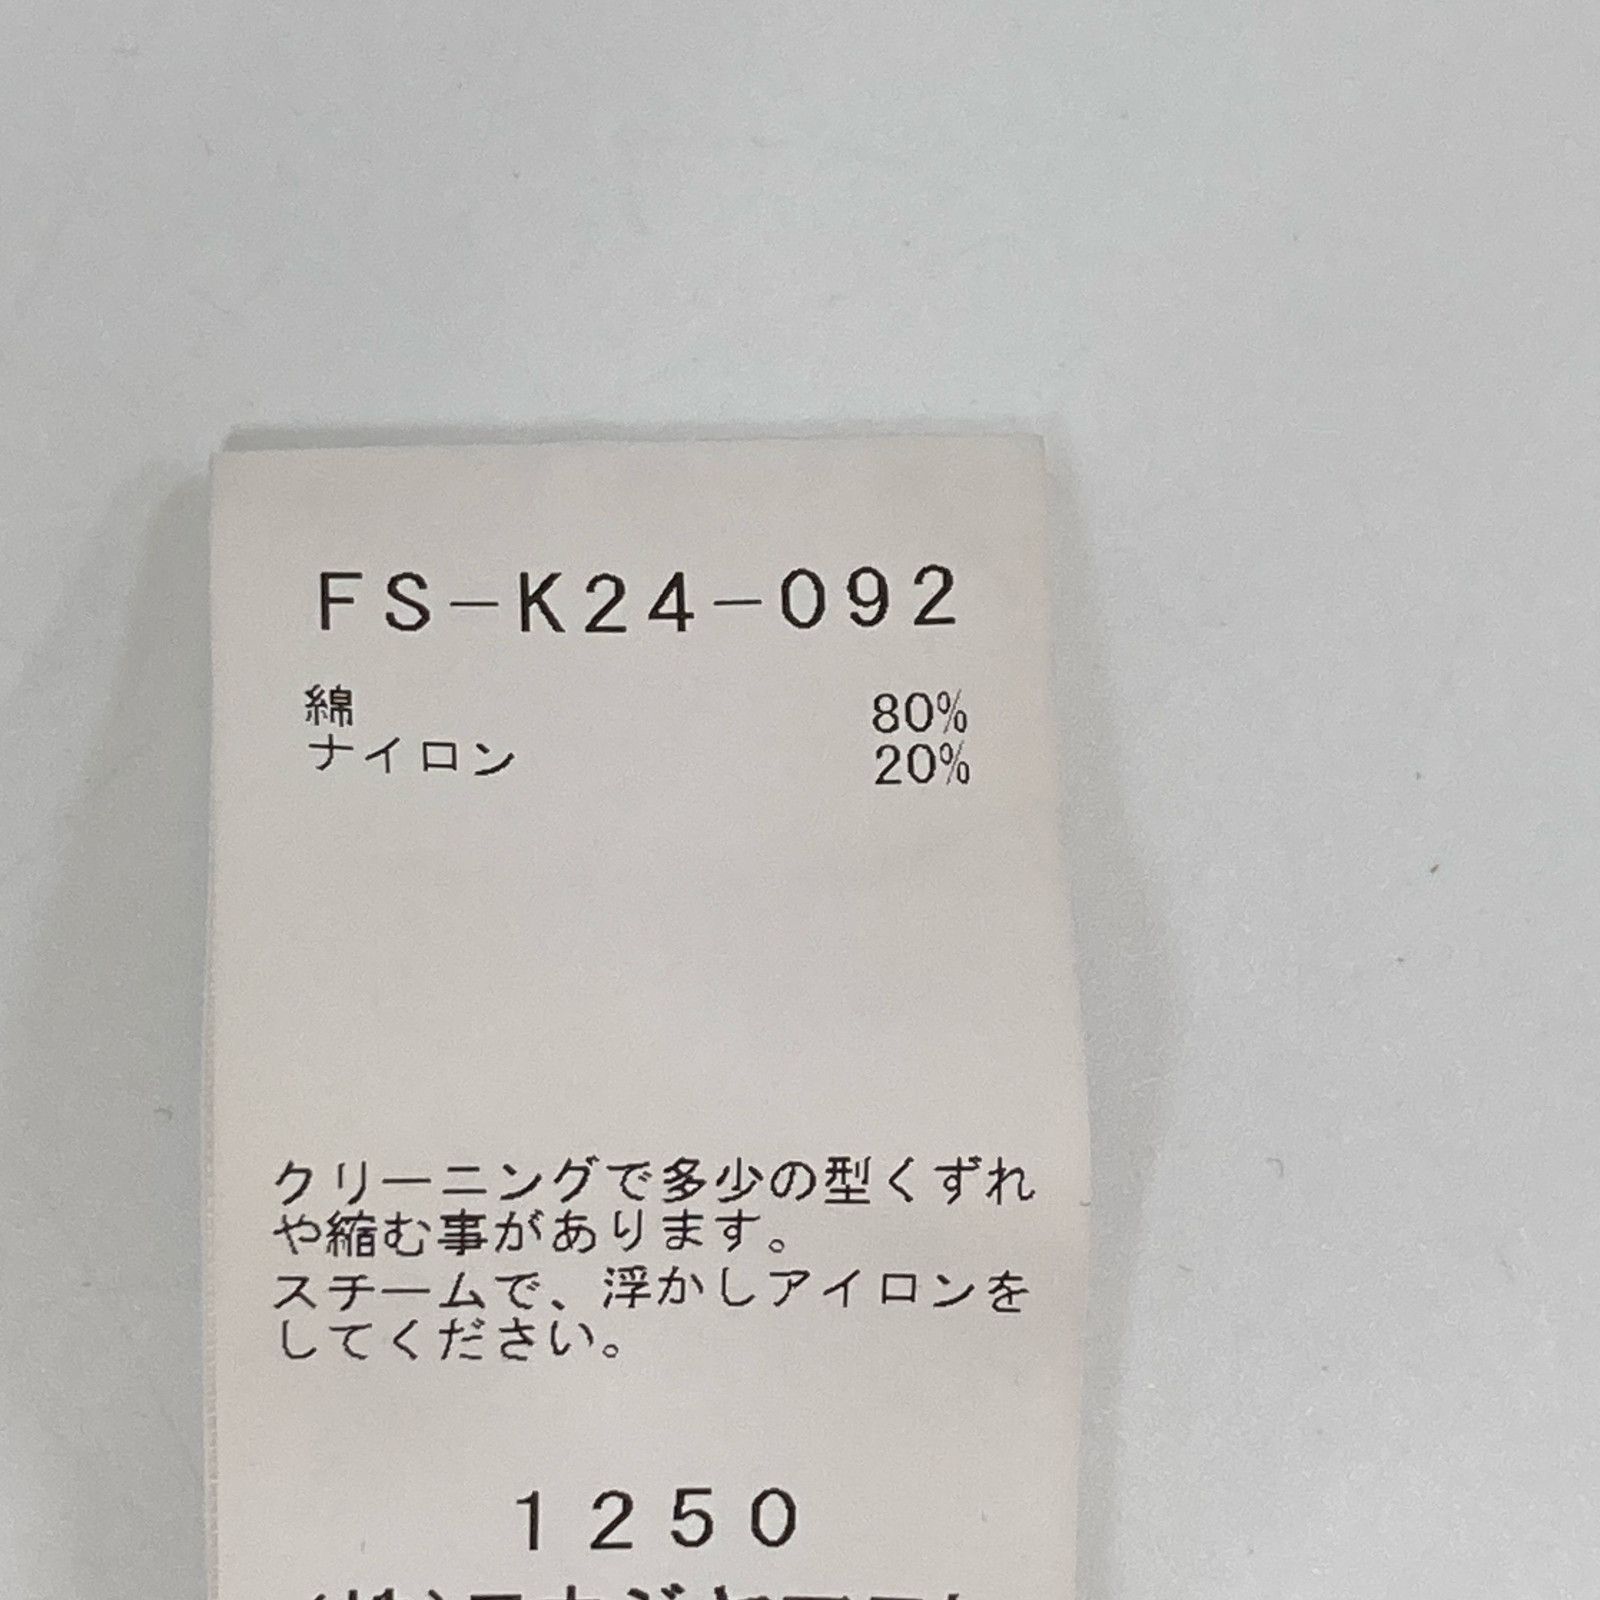 FS-K24-092
綿 80%
ナイロン 20%
クリーニングで多少の型くずれ
や縮む事があります。
スチームで、浮かしアイロンを
してください。
1250